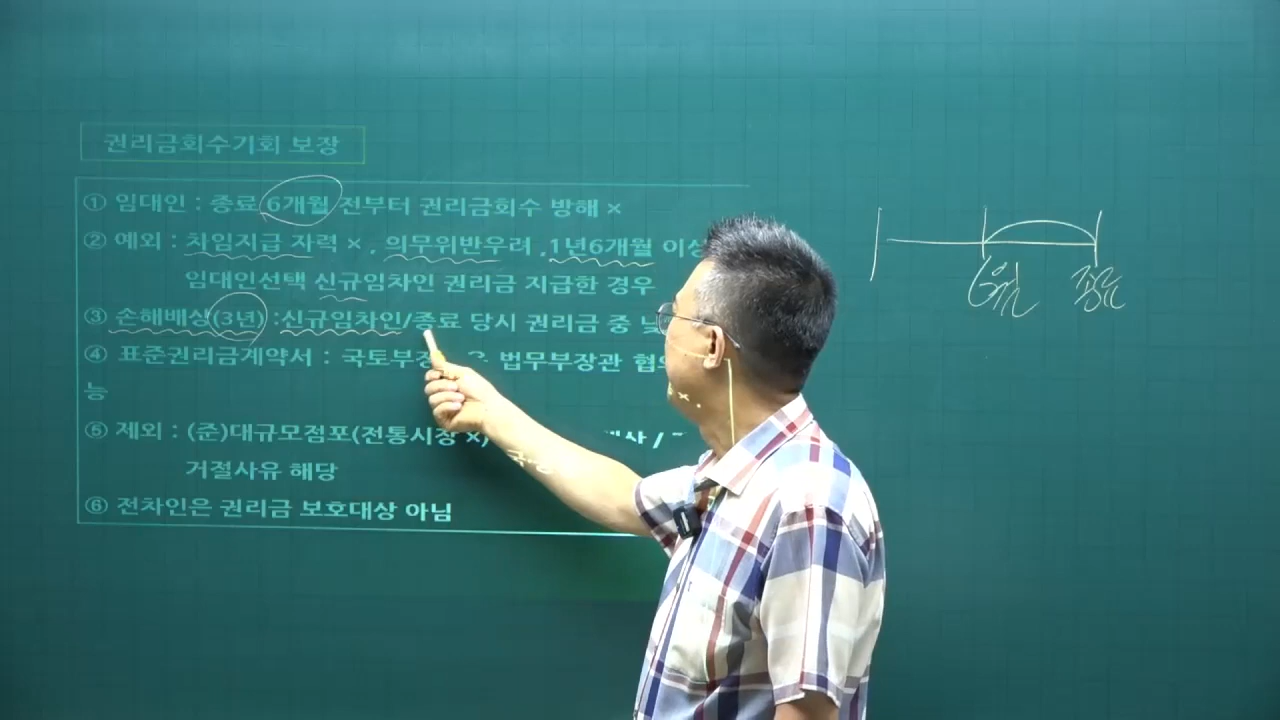 권리금회수기회 보장
① 임대인 : 종료 6개월 전부터 권리금회수 방해 ×
② 예외 : 차임지급 자력 × , 의무위반우려 ,1년6개월 이상
임대인선택 신규임차인 권리금 지급한 경우
③ 손해배상(3년) :신규임차인/종료 당시 권리금 중
④ 표준권리금계약서 : 국토부장 법무부장관
능
⑤ 제외 : (준)대규모점포(전통시장 ×) /
거절사유 해당
⑥ 전차인은 권리금 보호대상 아님
6월 종료